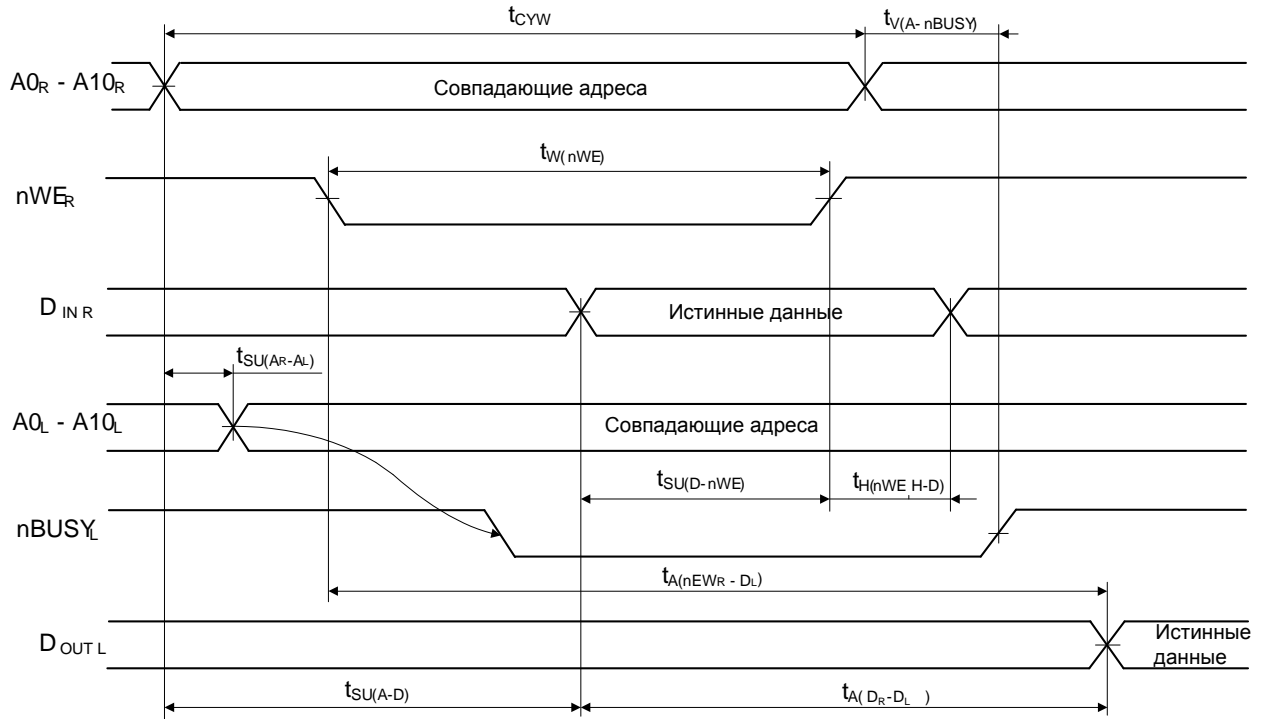 tCYW
tV(A- nBUSY)
A0R - A10R
Совпадающие адреса
tW( nWE)
nWER
D IN R
Истинные данные
tSU(AR-AL)
A0L - A10L
Совпадающие адреса
tSU(D-nWE)
tH(nWE H-D)
nBUSYL
tA(nEWR - DL)
D OUT L
Истинные
данные
tSU(A-D)
tA( DR-DL )